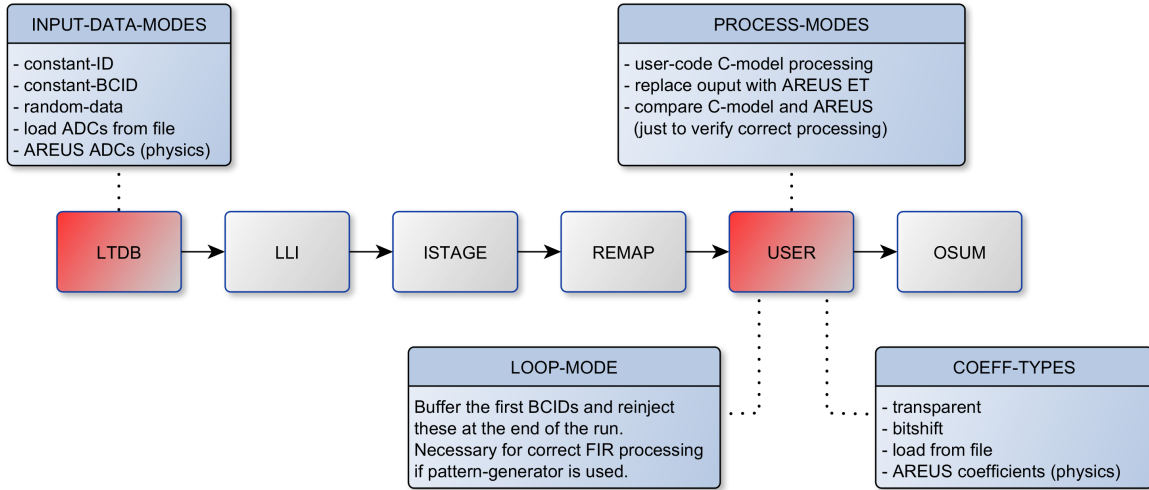 INPUT-DATA-MODES
- constant-ID
- constant-BCID
- random-data
- load ADCs from file
- AREUS ADCs (physics)
PROCESS-MODES
- user-code C-model processing
- replace ouput with AREUS ET
- compare C-model and AREUS
(just to verify correct processing)
LTDB
LLI
ISTAGE
REMAP
USER
OSUM
LOOP-MODE
Buffer the first BCIDs and reinject
these at the end of the run.
Necessary for correct FIR processing
if pattern-generator is used.
COEFF-TYPES
- transparent
- bitshift
- load from file
- AREUS coefficients (physics)